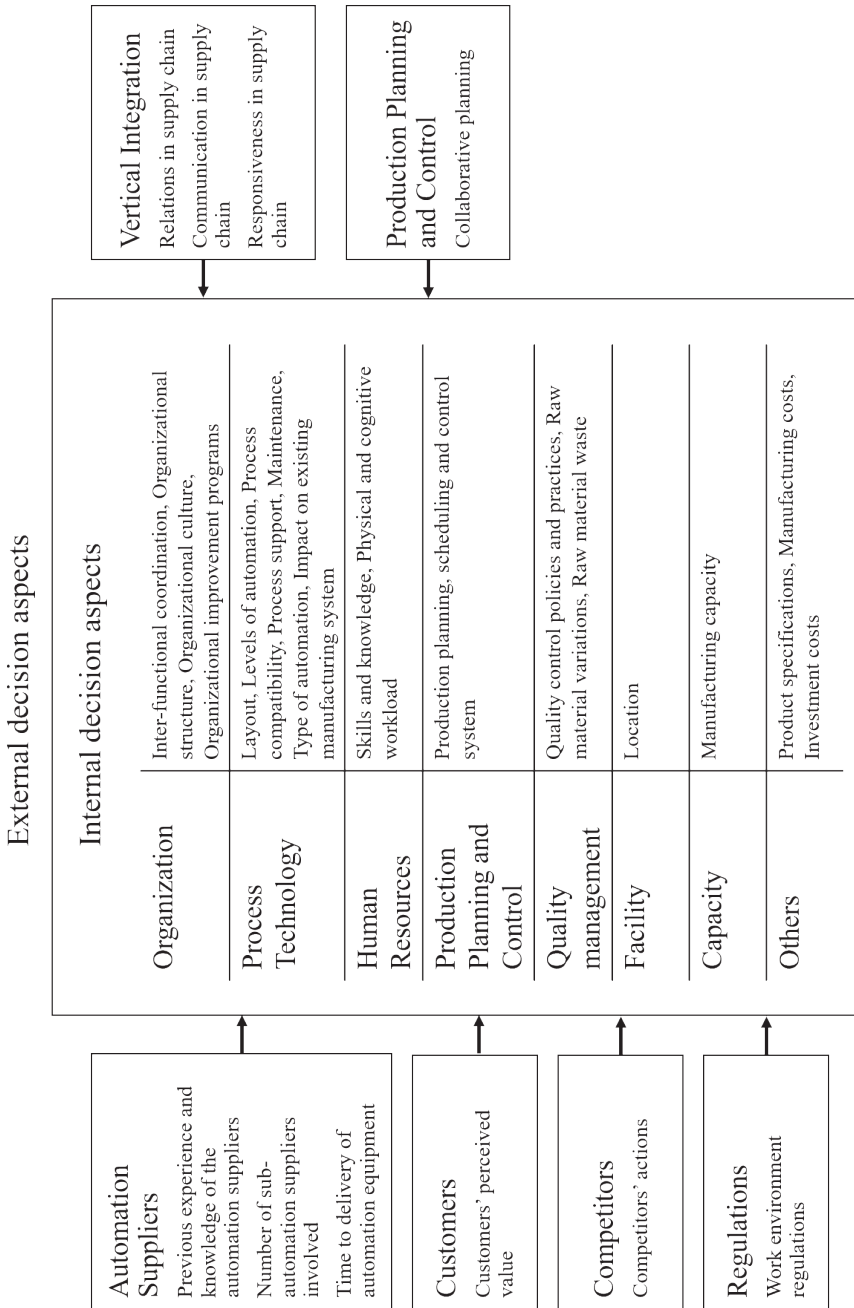 External decision aspects
Internal decision aspects
Automation
Suppliers
Previous experience and
knowledge of the
automation suppliers
Number of sub-
automation suppliers
involved
Time to delivery of
automation equipment
Customers
Customers’ perceived
value
Competitors
Competitors’ actions
Regulations
Work environment
regulations
Organization
Inter-functional coordination, Organizational
structure, Organizational culture,
Organizational improvement programs
Process
Technology
Layout, Levels of automation, Process
compatibility, Process support, Maintenance,
Type of automation, Impact on existing
manufacturing system
Human
Resources
Skills and knowledge, Physical and cognitive
workload
Production
Planning and
Control
Production planning, scheduling and control
system
Quality
management
Quality control policies and practices, Raw
material variations, Raw material waste
Facility
Location
Capacity
Manufacturing capacity
Others
Product specifications, Manufacturing costs,
Investment costs
Vertical Integration
Relations in supply chain
Communication in supply
chain
Responsiveness in supply
chain
Production Planning
and Control
Collaborative planning